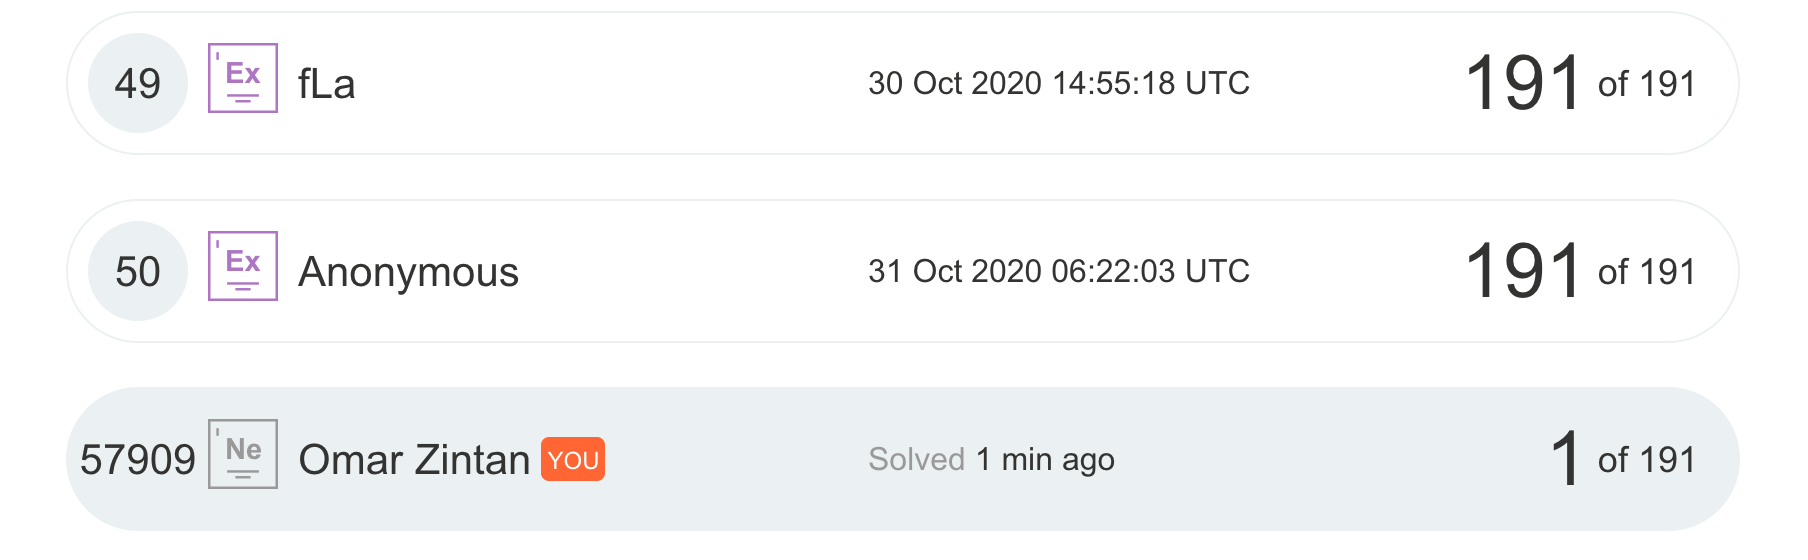 49 Ex fLa 30 Oct 2020 14:55:18 UTC 191 of 191
50 Ex Anonymous 31 Oct 2020 06:22:03 UTC 191 of 191
57909 Ne Omar Zintan YOU Solved 1 min ago 1 of 191